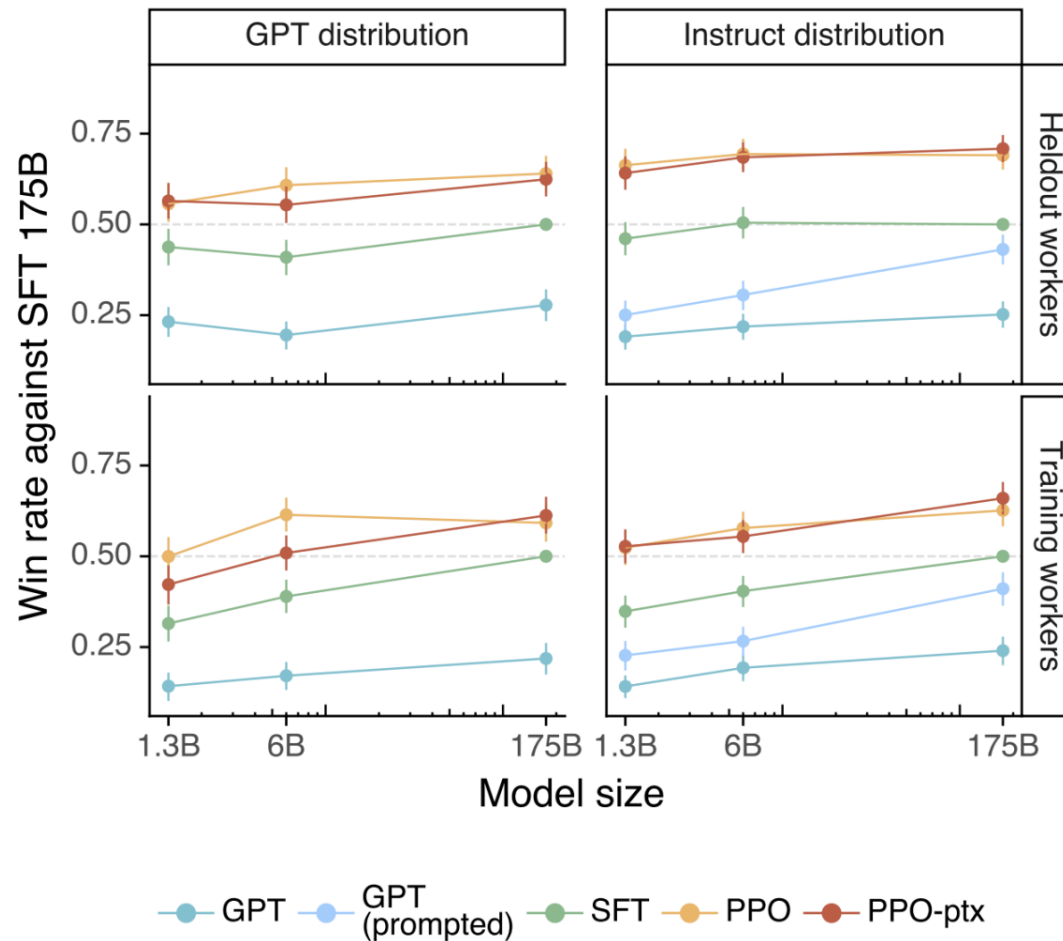 GPT distribution
Instruct distribution
Heldout workers
Training workers
Win rate against SFT 175B
0.75
0.50
0.25
0.75
0.50
0.25
1.3B
6B
175B
1.3B
6B
175B
Model size
GPT
GPT
(prompted)
SFT
PPO
PPO-ptx